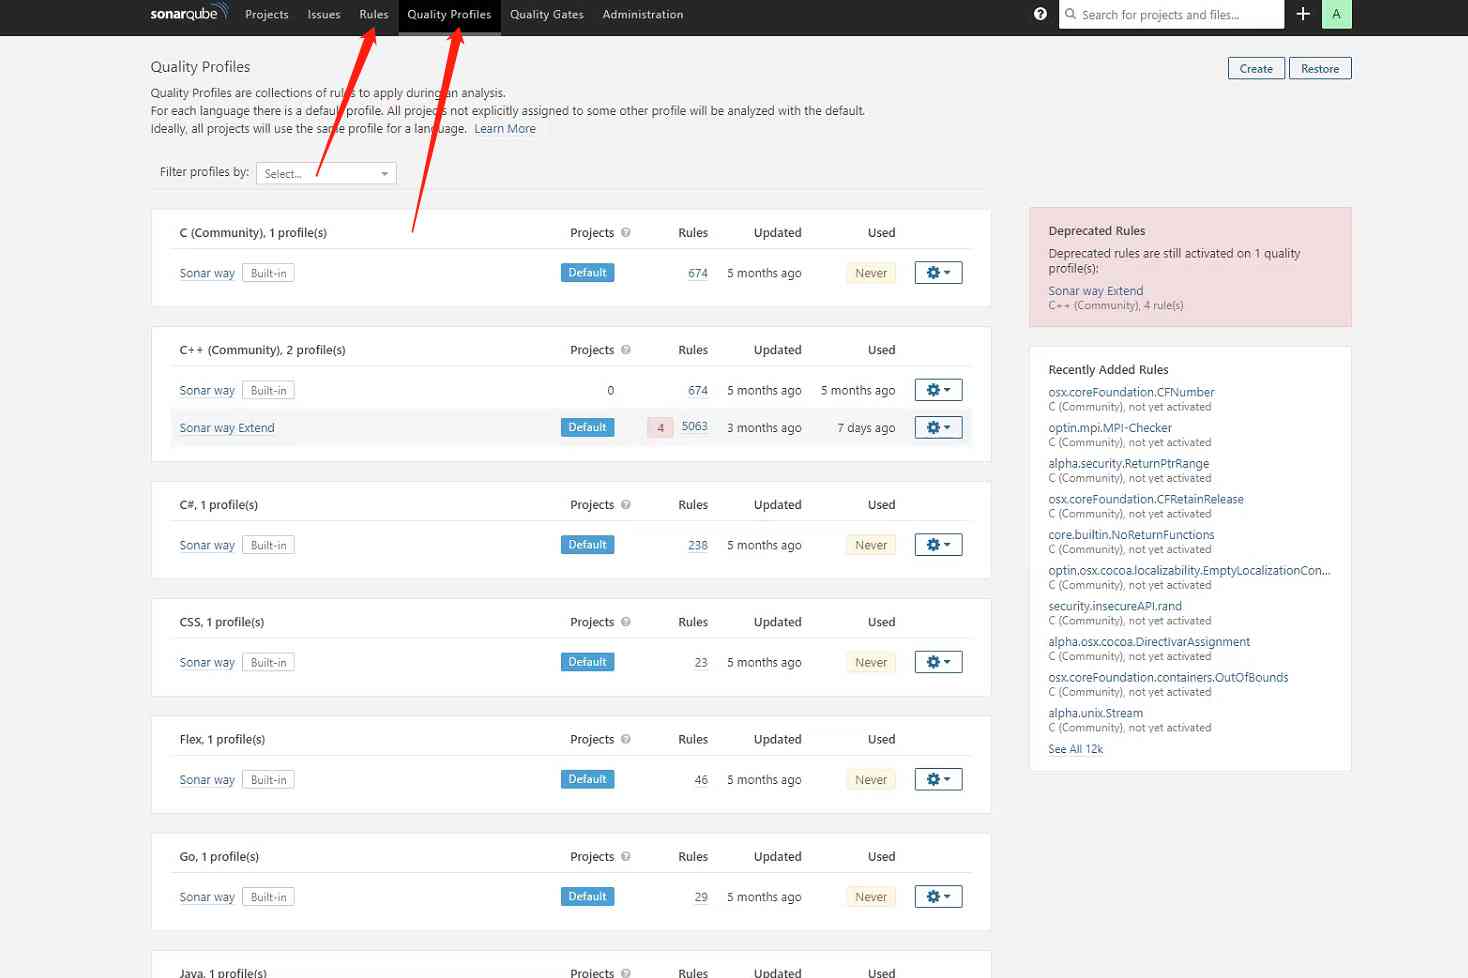 sonarqube Projects Issues Rules Quality Profiles Quality Gates Administration ? Search for projects and files... + A
Quality Profiles Create Restore
Quality Profiles are collections of rules to apply during an analysis.
For each language there is a default profile. All projects not explicitly assigned to some other profile will be analyzed with the default.
Ideally, all projects will use the same profile for a language. Learn More
Filter profiles by: Select...
C (Community), 1 profile(s) Projects ? Rules Updated Used
Sonar way Built-in Default 674 5 months ago Never
C++ (Community), 2 profile(s) Projects ? Rules Updated Used
Sonar way Built-in 0 674 5 months ago 5 months ago
Sonar way Extend Default 4 5063 3 months ago 7 days ago
C#, 1 profile(s) Projects ? Rules Updated Used
Sonar way Built-in Default 238 5 months ago Never
CSS, 1 profile(s) Projects ? Rules Updated Used
Sonar way Built-in Default 23 5 months ago Never
Flex, 1 profile(s) Projects ? Rules Updated Used
Sonar way Built-in Default 46 5 months ago Never
Go, 1 profile(s) Projects ? Rules Updated Used
Sonar way Built-in Default 29 5 months ago Never
Java, 1 profile(s) Projects ? Rules Updated Used
Deprecated Rules
Deprecated rules are still activated on 1 quality
profile(s):
Sonar way Extend
C++ (Community), 4 rule(s)
Recently Added Rules
osx.coreFoundation.CFNumber
C (Community), not yet activated
optin.mpi.MPI-Checker
C (Community), not yet activated
alpha.security.ReturnPtrRange
C (Community), not yet activated
osx.coreFoundation.CFRetainRelease
C (Community), not yet activated
core.builtin.NoReturnFunctions
C (Community), not yet activated
optin.osx.cocoa.localizability.EmptyLocalizationCon...
C (Community), not yet activated
security.insecureAPI.rand
C (Community), not yet activated
alpha.osx.cocoa.DirectIvarAssignment
C (Community), not yet activated
osx.coreFoundation.containers.OutOfBounds
C (Community), not yet activated
alpha.unix.Stream
C (Community), not yet activated
See All 12k